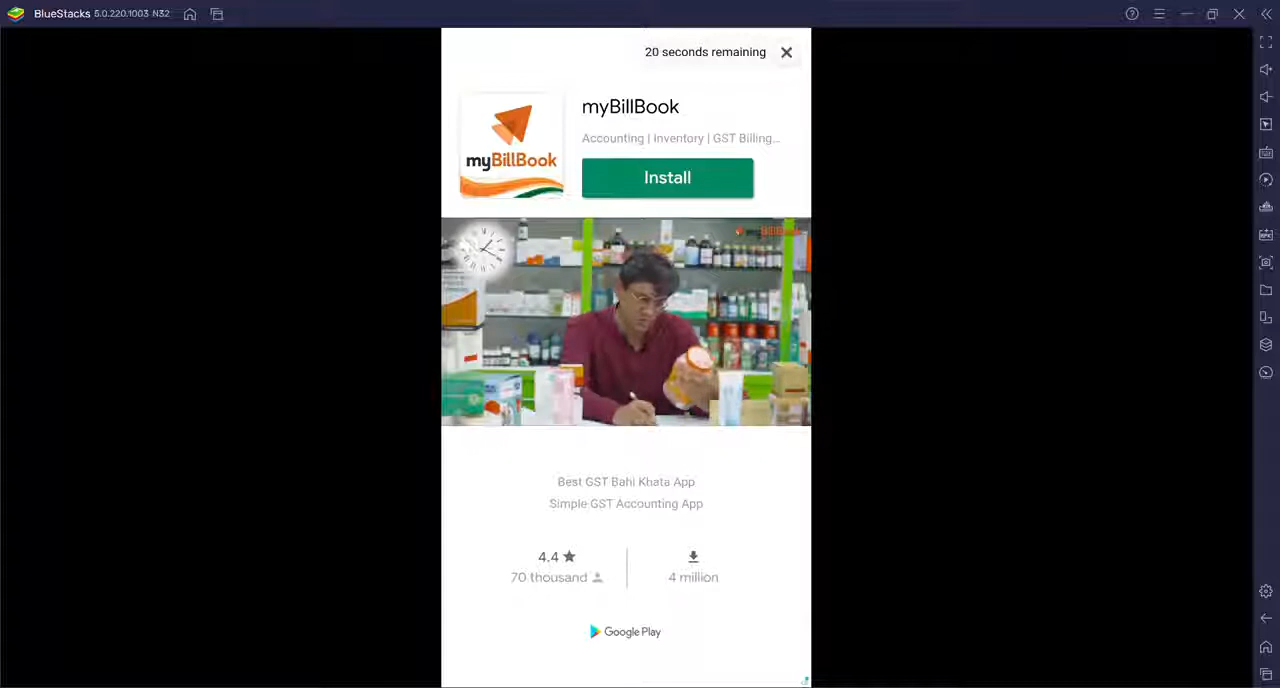 BlueStacks 5.0.220.1003 N32
20 seconds remaining
myBillBook
Accounting | Inventory | GST Billing...
myBillBook
Install
myBillBook
Best GST Bahi Khata App
Simple GST Accounting App
4.4
70 thousand
4 million
Google Play